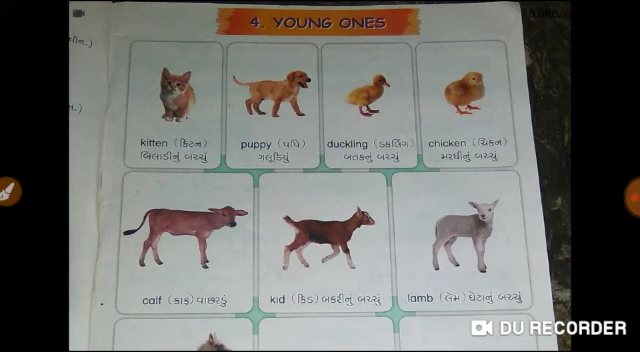 4. YOUNG ONES
kitten (કિટન)
બિલાડીનું બચ્ચું
puppy (પપિ)
ગલુડિયું
duckling (ડકલિંગ)
બતકનું બચ્ચું
chicken (ચિકન)
મરઘીનું બચ્ચું
calf (કાફ) વાછરડું
kid (કિડ) બકરીનું બચ્ચું
lamb (લૅમ) ઘેટાનું બચ્ચું
DU RECORDER